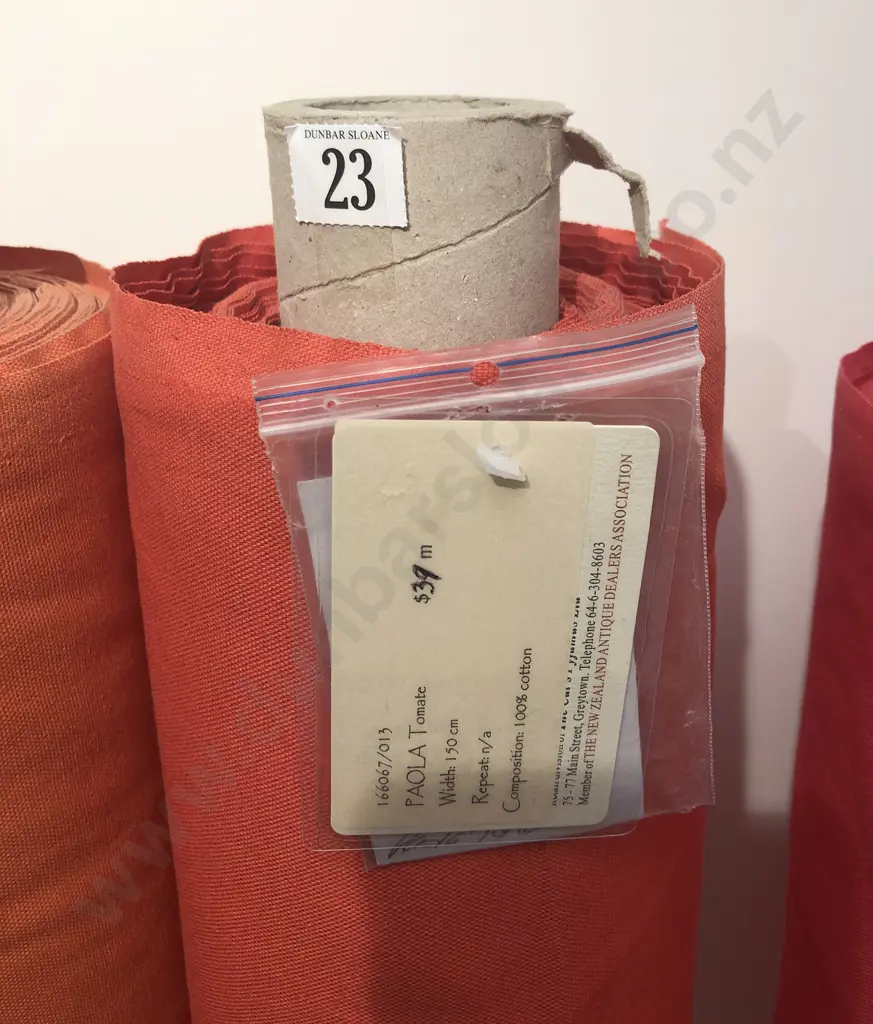 DUNBAR SLOANE
23
$39 m
166067/013
PAOLA Tomate
Width: 150 cm
Repeat: n/a
Composition: 100% cotton
75 - 77 Main Street, Greytown. Telephone 64-6-304-8603
Member of THE NEW ZEALAND ANTIQUE DEALERS ASSOCIATION